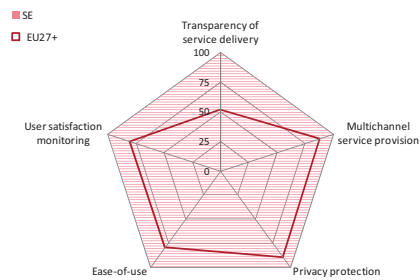 SE
EU27+
Transparency of
service delivery
100
75
50
25
0
User satisfaction
monitoring
Multichannel
service provision
Ease-of-use
Privacy protection